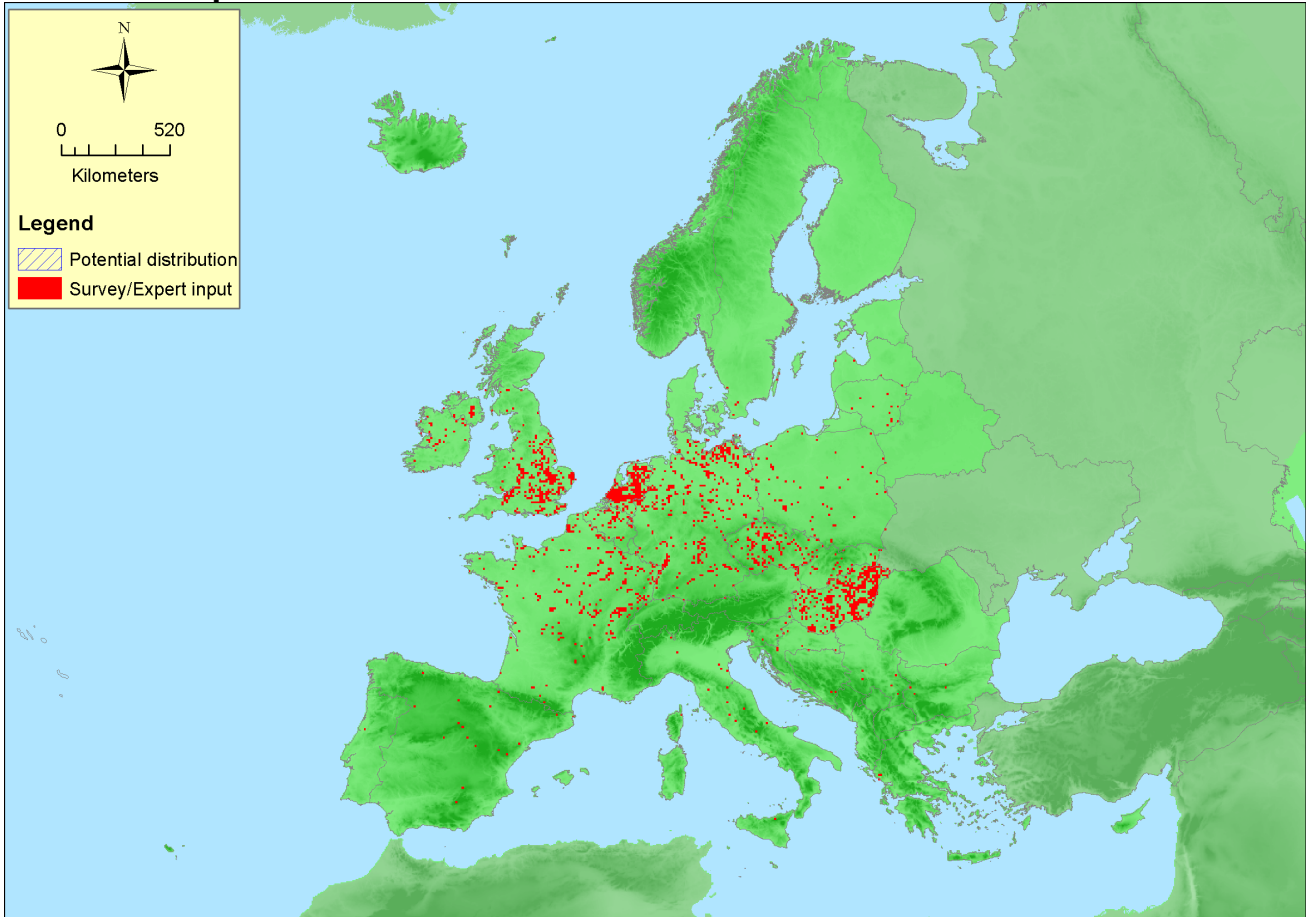 N
0 520
Kilometers
Legend
Potential distribution
Survey/Expert input